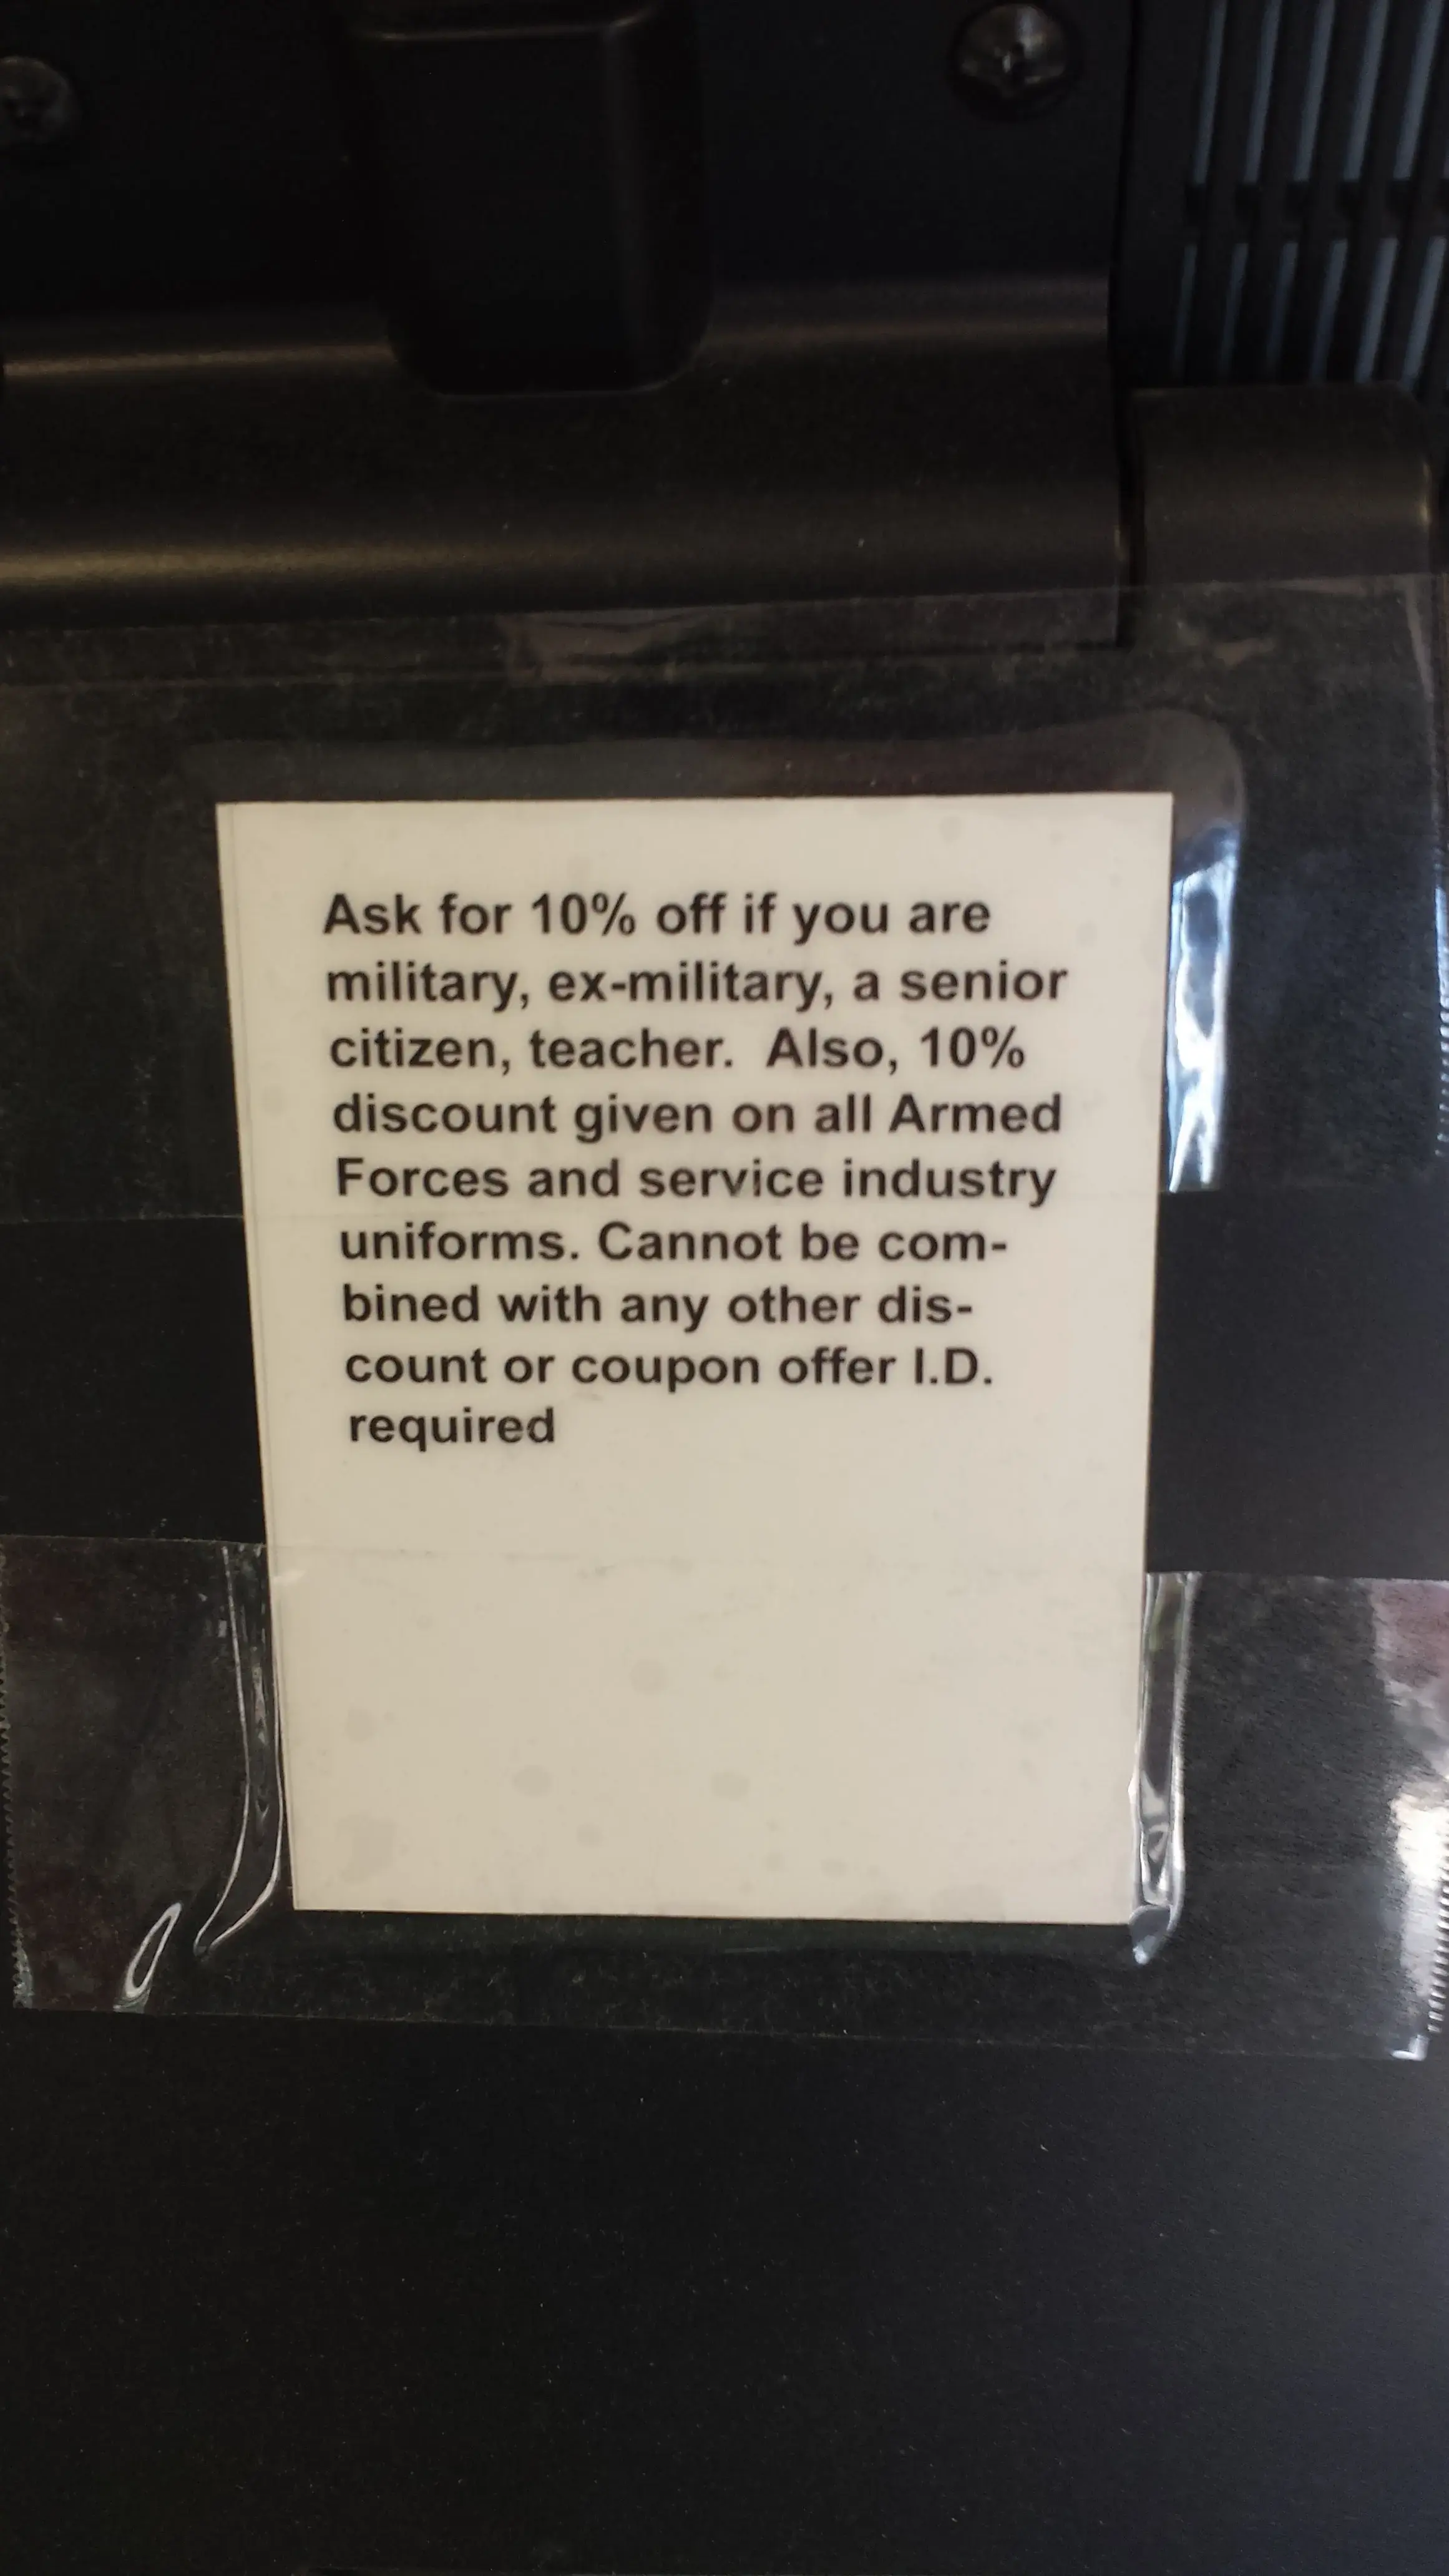 Ask for 10% off if you are
military, ex-military, a senior
citizen, teacher.  Also, 10%
discount given on all Armed
Forces and service industry
uniforms. Cannot be com-
bined with any other dis-
count or coupon offer I.D.
required